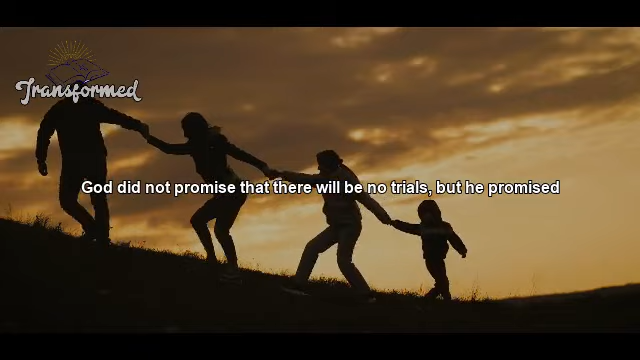 Transformed
God did not promise that there will be no trials, but he promised